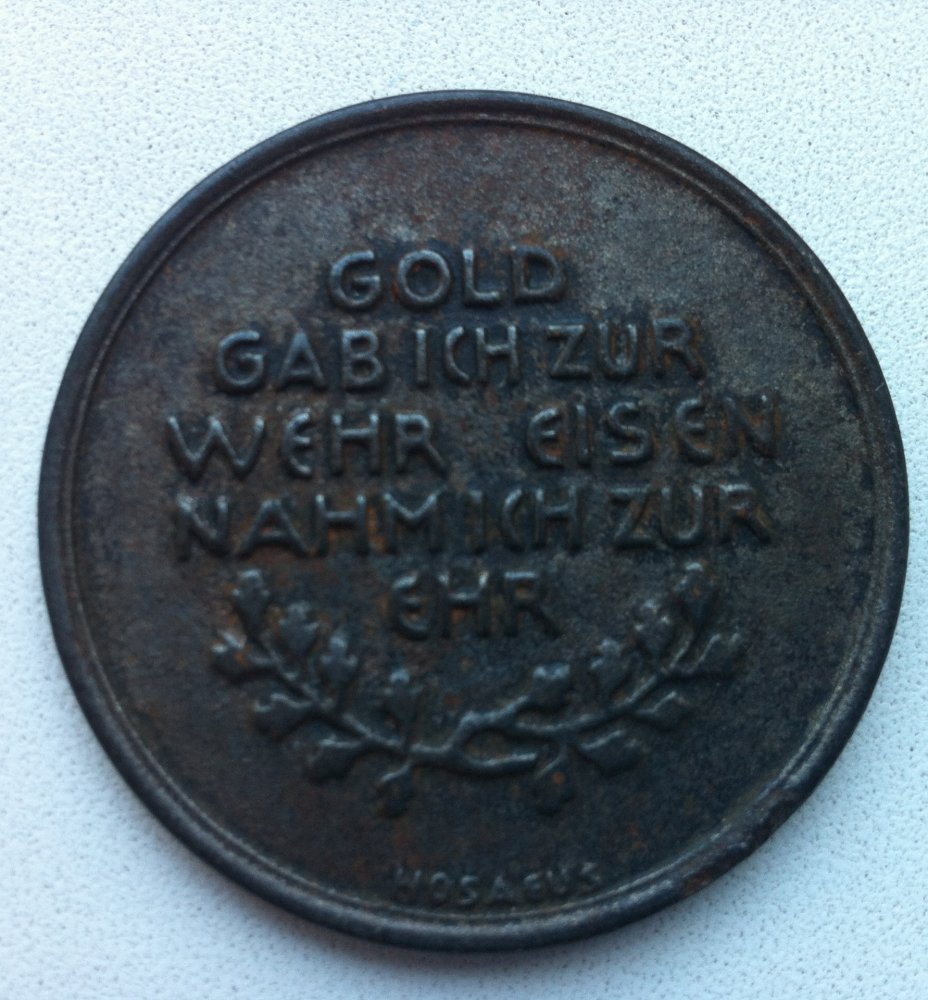 GOLD
GAB ICH ZUR
WEHR EISEN
NAHM ICH ZUR
EHR
HOSAEUS